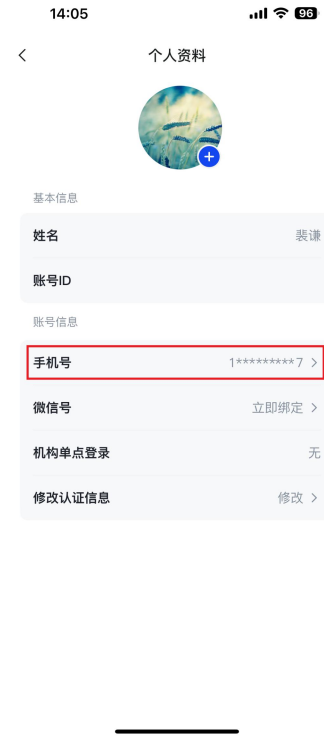 14:05
96
个人资料
基本信息
姓名 裴谦
账号ID
账号信息
手机号 1*********7
微信号 立即绑定
机构单点登录 无
修改认证信息 修改